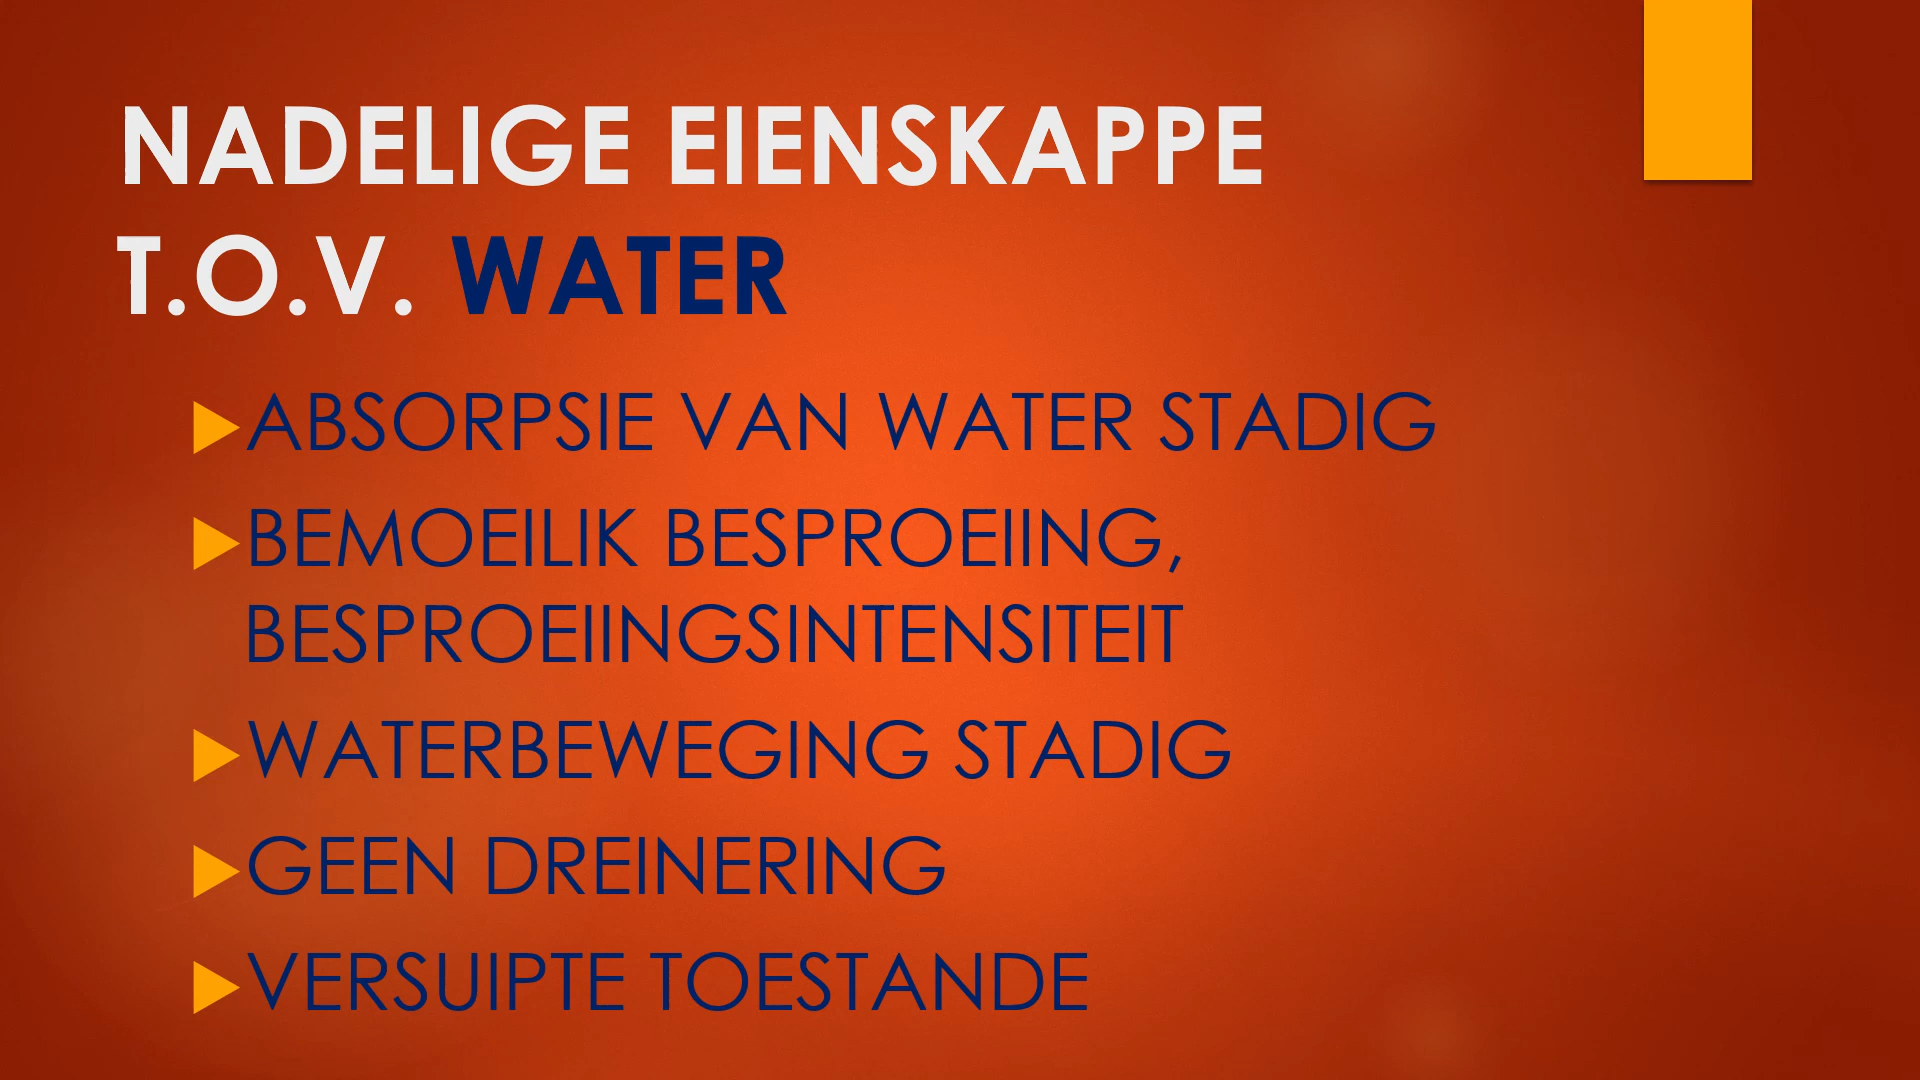 NADELIGE EIENSKAPPE
T.O.V. WATER
ABSORPSIE VAN WATER STADIG
BEMOEILIK BESPROEIING,
BESPROEIINGSINTENSITEIT
WATERBEWEGING STADIG
GEEN DREINERING
VERSUIPTE TOESTANDE